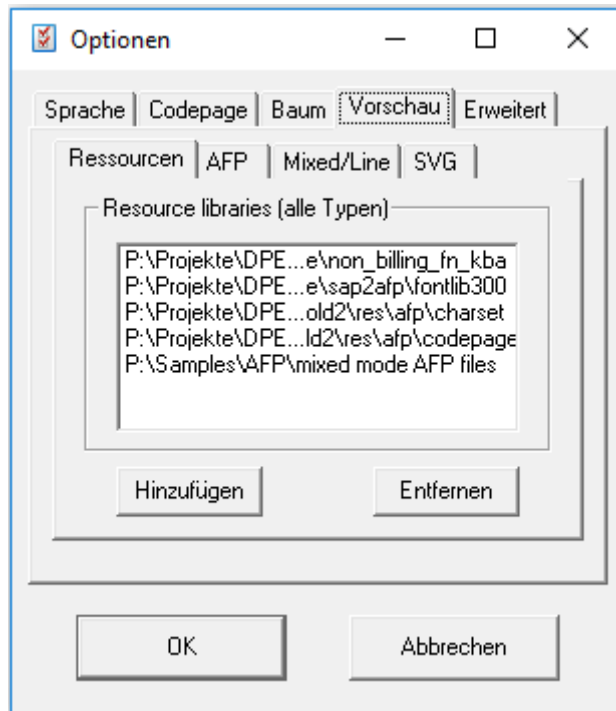 Optionen
Sprache Codepage Baum Vorschau Erweitert
Ressourcen AFP Mixed/Line SVG
Resource libraries (alle Typen)
P:\Projekte\DPE...e\non_billing_fn_kba
P:\Projekte\DPE...e\sap2afp\fontlib300
P:\Projekte\DPE...old2\res\afp\charset
P:\Projekte\DPE...ld2\res\afp\codepage
P:\Samples\AFP\mixed mode AFP files
Hinzufügen Entfernen
OK Abbrechen